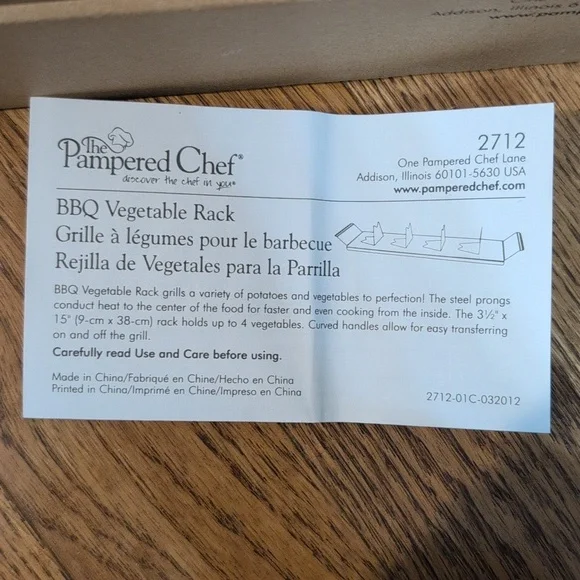 Addison, Illinois
www.pam
The
Pampered Chef®
discover the chef in you®
2712
One Pampered Chef Lane
Addison, Illinois 60101-5630 USA
www.pamperedchef.com
BBQ Vegetable Rack
Grille à légumes pour le barbecue
Rejilla de Vegetales para la Parrilla
BBQ Vegetable Rack grills a variety of potatoes and vegetables to perfection! The steel prongs
conduct heat to the center of the food for faster and even cooking from the inside. The 3½" x
15" (9-cm x 38-cm) rack holds up to 4 vegetables. Curved handles allow for easy transferring
on and off the grill.
Carefully read Use and Care before using.
Made in China/Fabriqué en Chine/Hecho en China
Printed in China/Imprimé en Chine/Impreso en China
2712-01C-032012